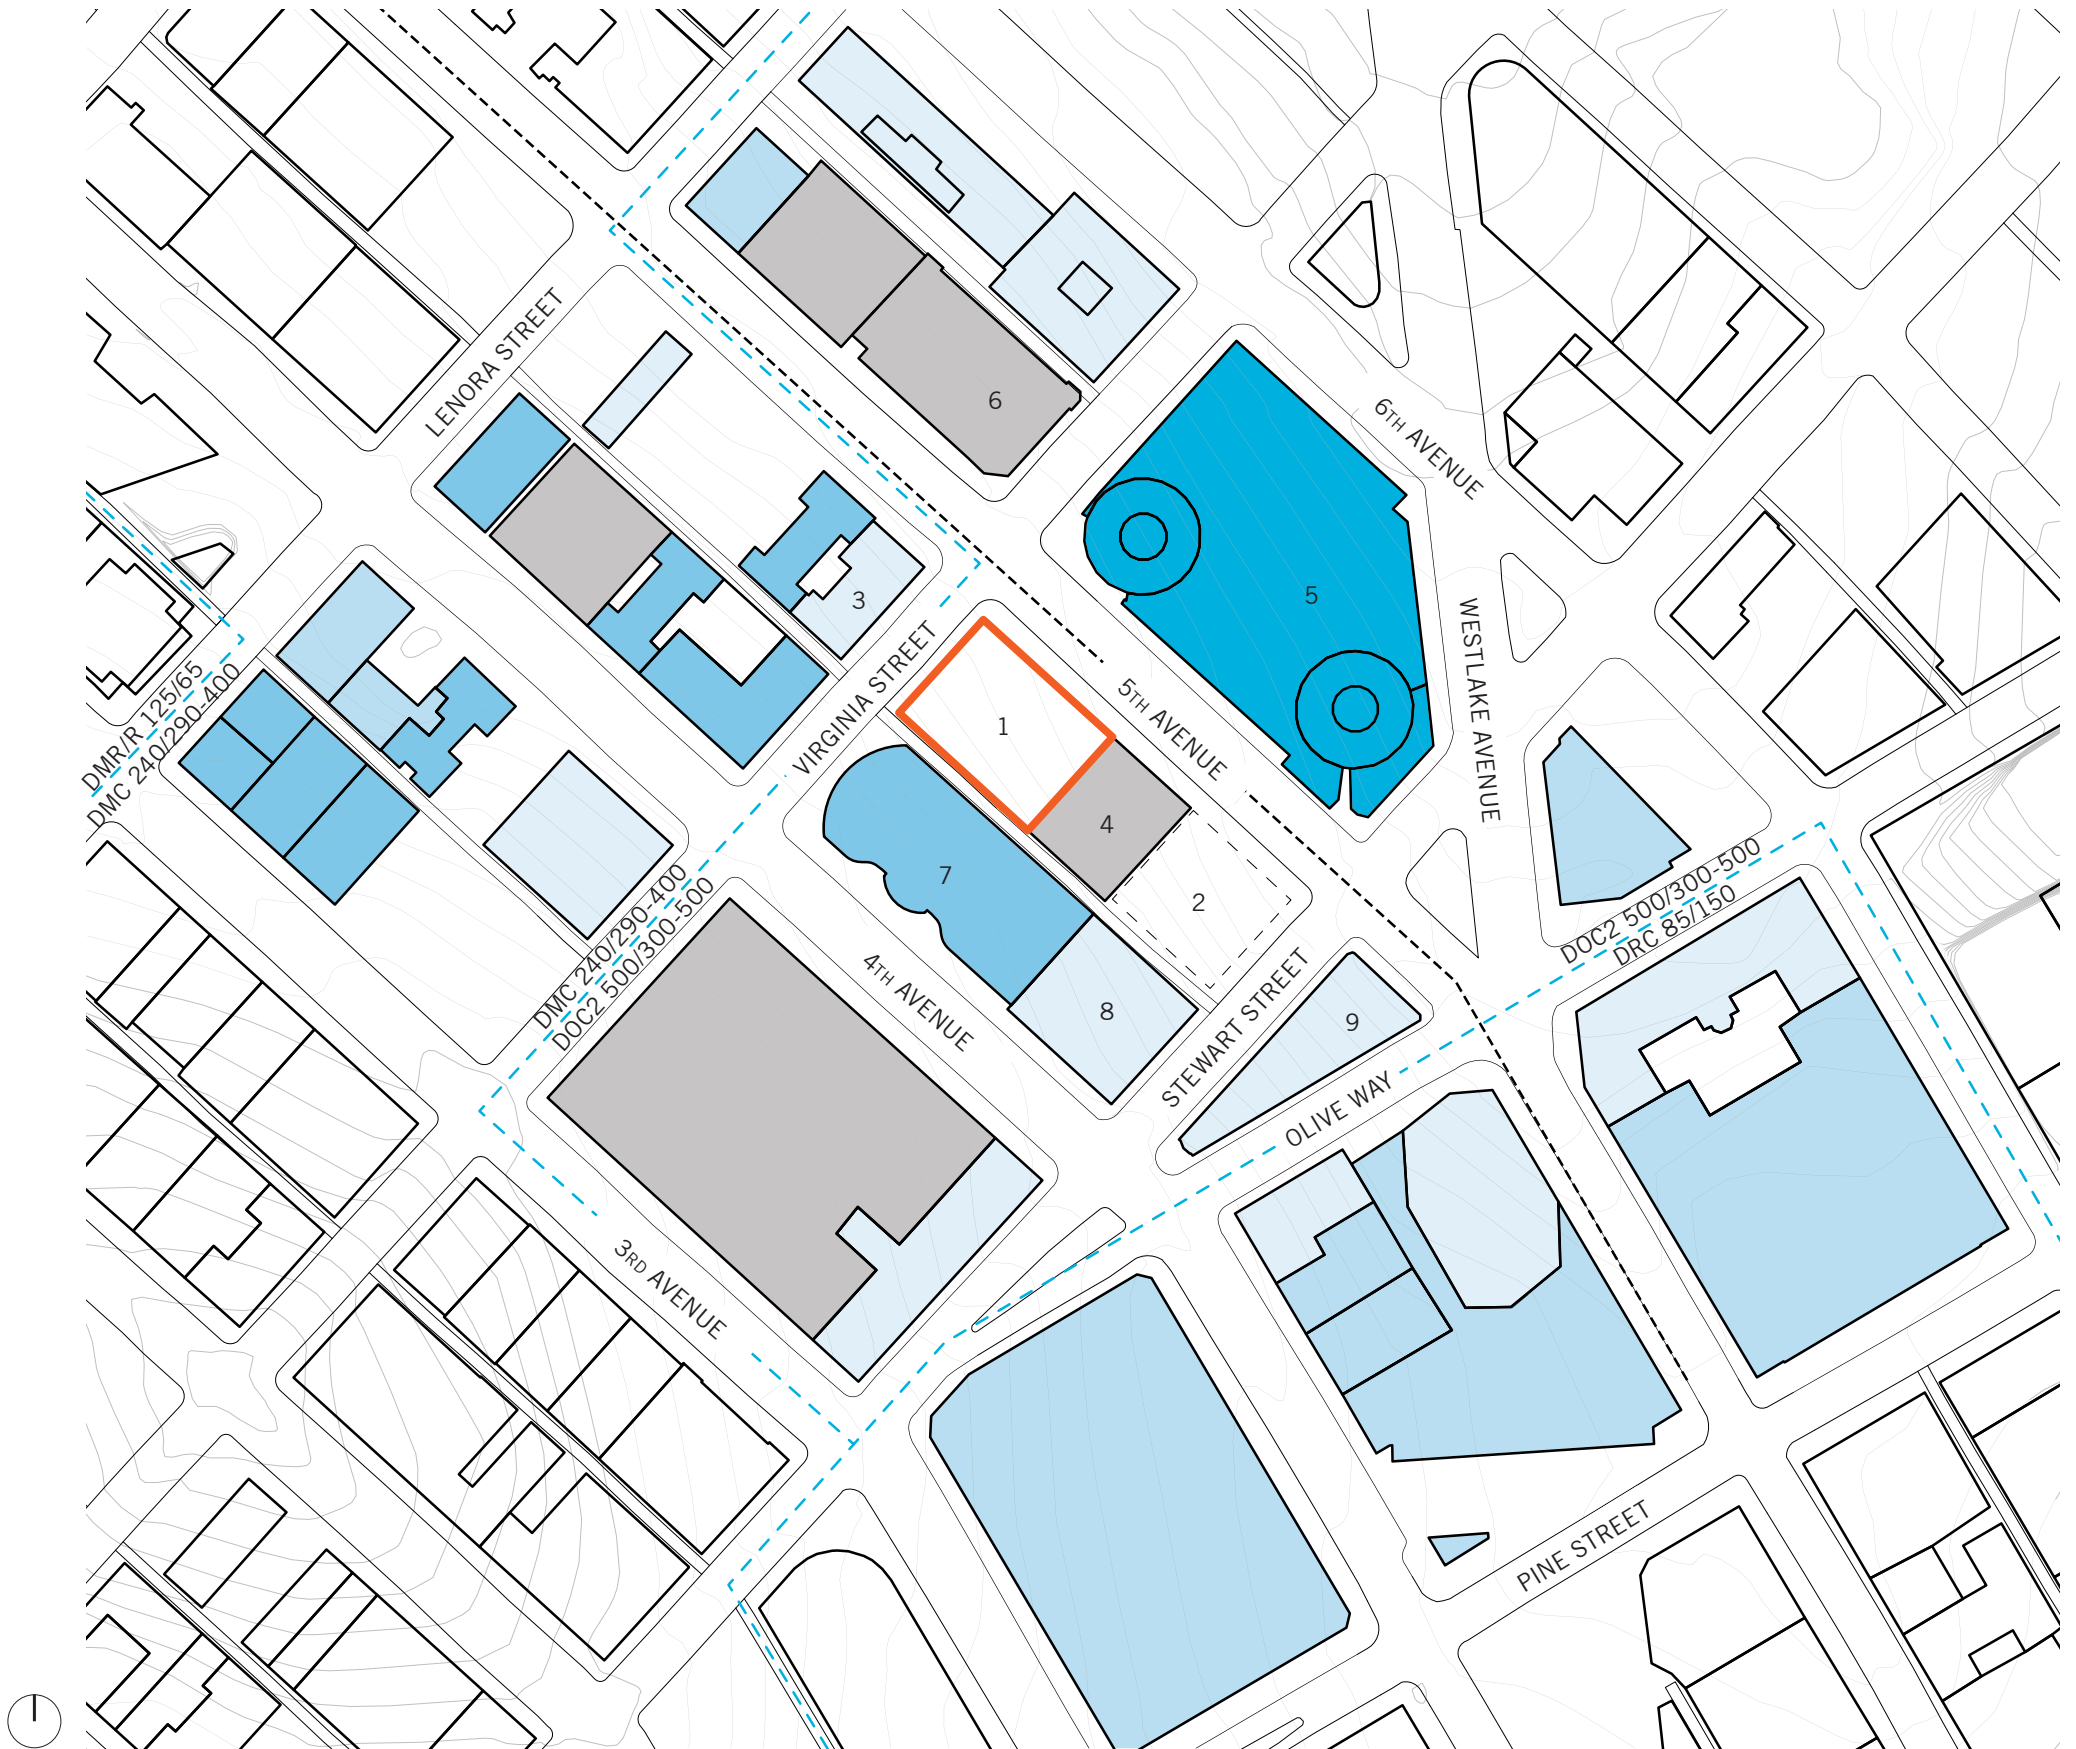 LENORA STREET
6
6TH AVENUE
5
3
VIRGINIA STREET
WESTLAKE AVENUE
DMR/R 125/65
DMC 240/290-400
5TH AVENUE
1
4
7
2
DMC 240/290-400
DOC2 500/300-500
4TH AVENUE
8
9
STEWART STREET
DOC2 500/300-500
DRC 85/150
OLIVE WAY
3RD AVENUE
PINE STREET